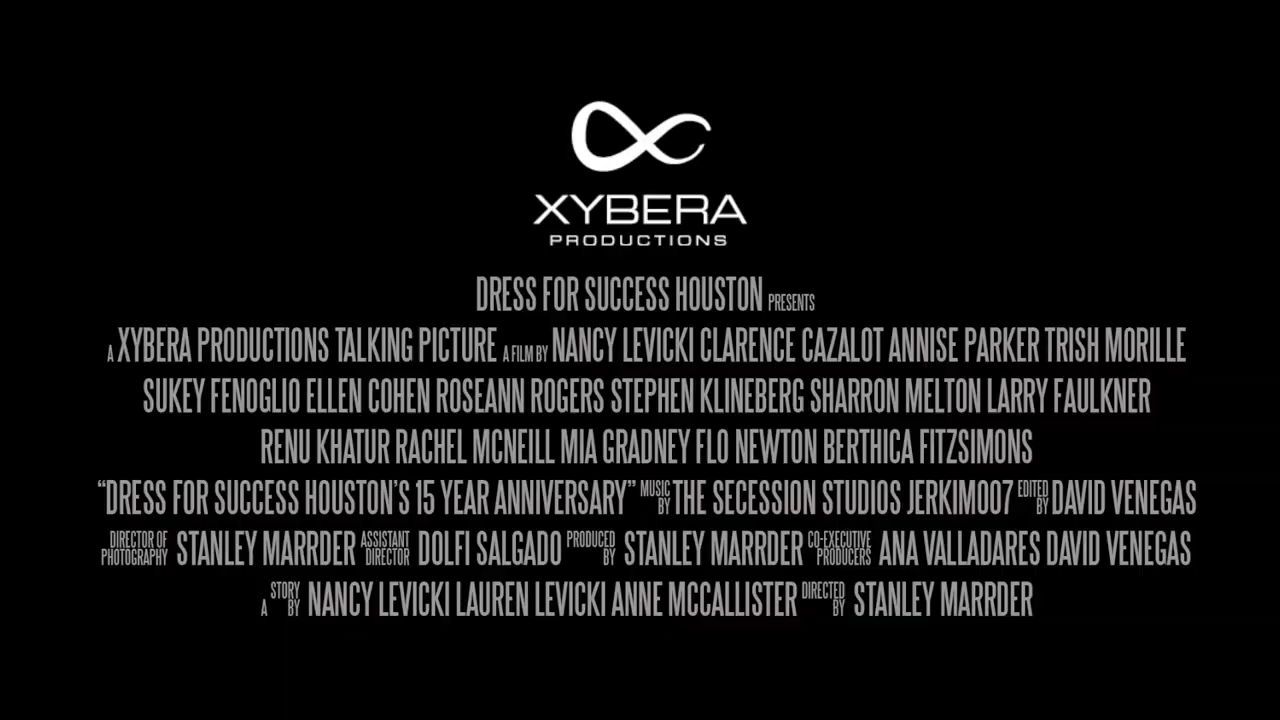 XYBERA
PRODUCTIONS
DRESS FOR SUCCESS HOUSTON PRESENTS
A XYBERA PRODUCTIONS TALKING PICTURE A FILM BY NANCY LEVICKI CLARENCE CAZALOT ANNISE PARKER TRISH MORILLE
SUKEY FENOGLIO ELLEN COHEN ROSEANN ROGERS STEPHEN KLINEBERG SHARRON MELTON LARRY FAULKNER
RENU KHATUR RACHEL MCNEILL MIA GRADNEY FLO NEWTON BERTHICA FITZSIMONS
“DRESS FOR SUCCESS HOUSTON’S 15 YEAR ANNIVERSARY” MUSIC BY THE SECESSION STUDIOS JERKIMOO7 EDITED BY DAVID VENEGAS
DIRECTOR OF PHOTOGRAPHY STANLEY MARRDER ASSISTANT DIRECTOR DOLFI SALGADO PRODUCED BY STANLEY MARRDER CO-EXECUTIVE PRODUCERS ANA VALLADARES DAVID VENEGAS
A STORY BY NANCY LEVICKI LAUREN LEVICKI ANNE MCCALLISTER DIRECTED BY STANLEY MARRDER